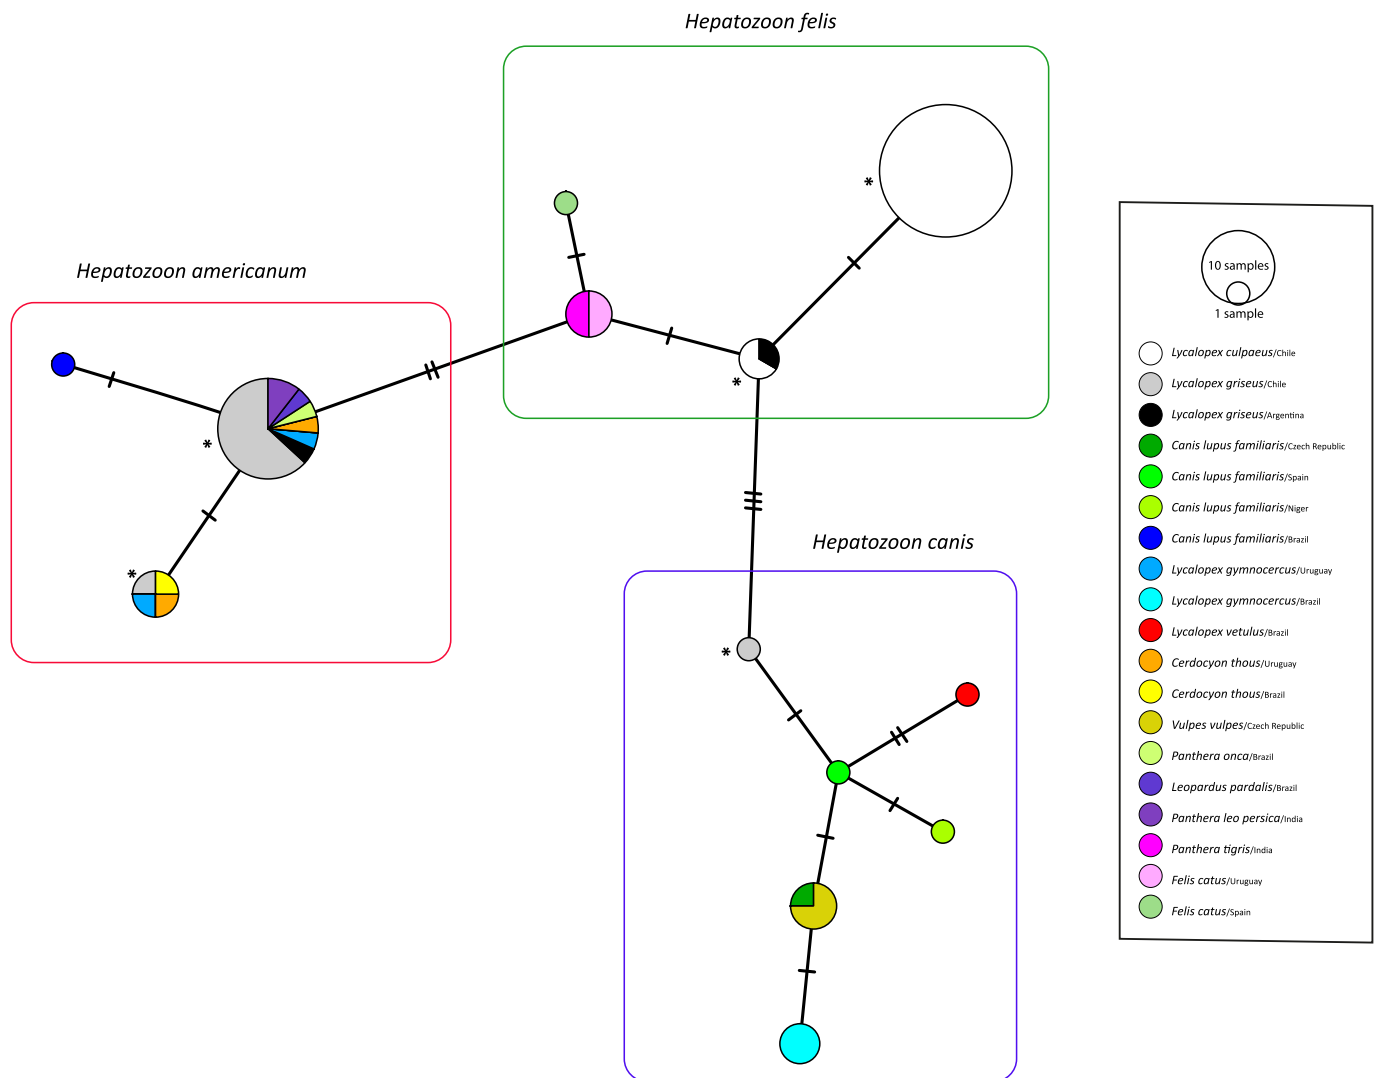 Hepatozoon felis
*
Hepatozoon americanum
*
*
*
Hepatozoon canis
*
10 samples
1 sample
Lycalopex culpaeus/Chile
Lycalopex griseus/Chile
Lycalopex griseus/Argentina
Canis lupus familiaris/Czech Republic
Canis lupus familiaris/Spain
Canis lupus familiaris/Niger
Canis lupus familiaris/Brazil
Lycalopex gymnocercus/Uruguay
Lycalopex gymnocercus/Brazil
Lycalopex vetulus/Brazil
Cerdocyon thous/Uruguay
Cerdocyon thous/Brazil
Vulpes vulpes/Czech Republic
Panthera onca/Brazil
Leopardus pardalis/Brazil
Panthera leo persica/India
Panthera tigris/India
Felis catus/Uruguay
Felis catus/Spain